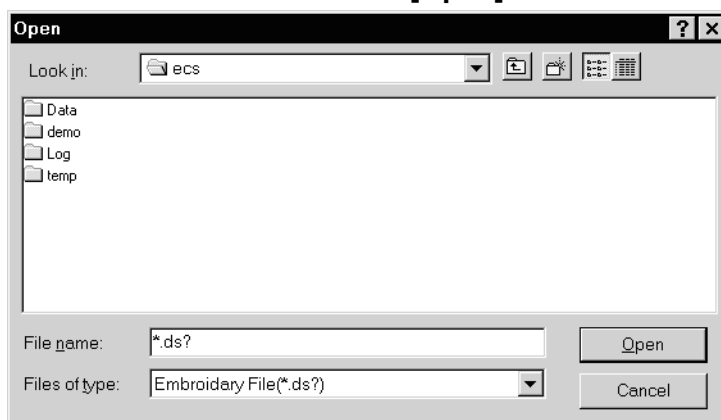 Open
Look in: ecs
Data
demo
Log
temp
File name: *.ds? Open
Files of type: Embroidary File(*.ds?) Cancel